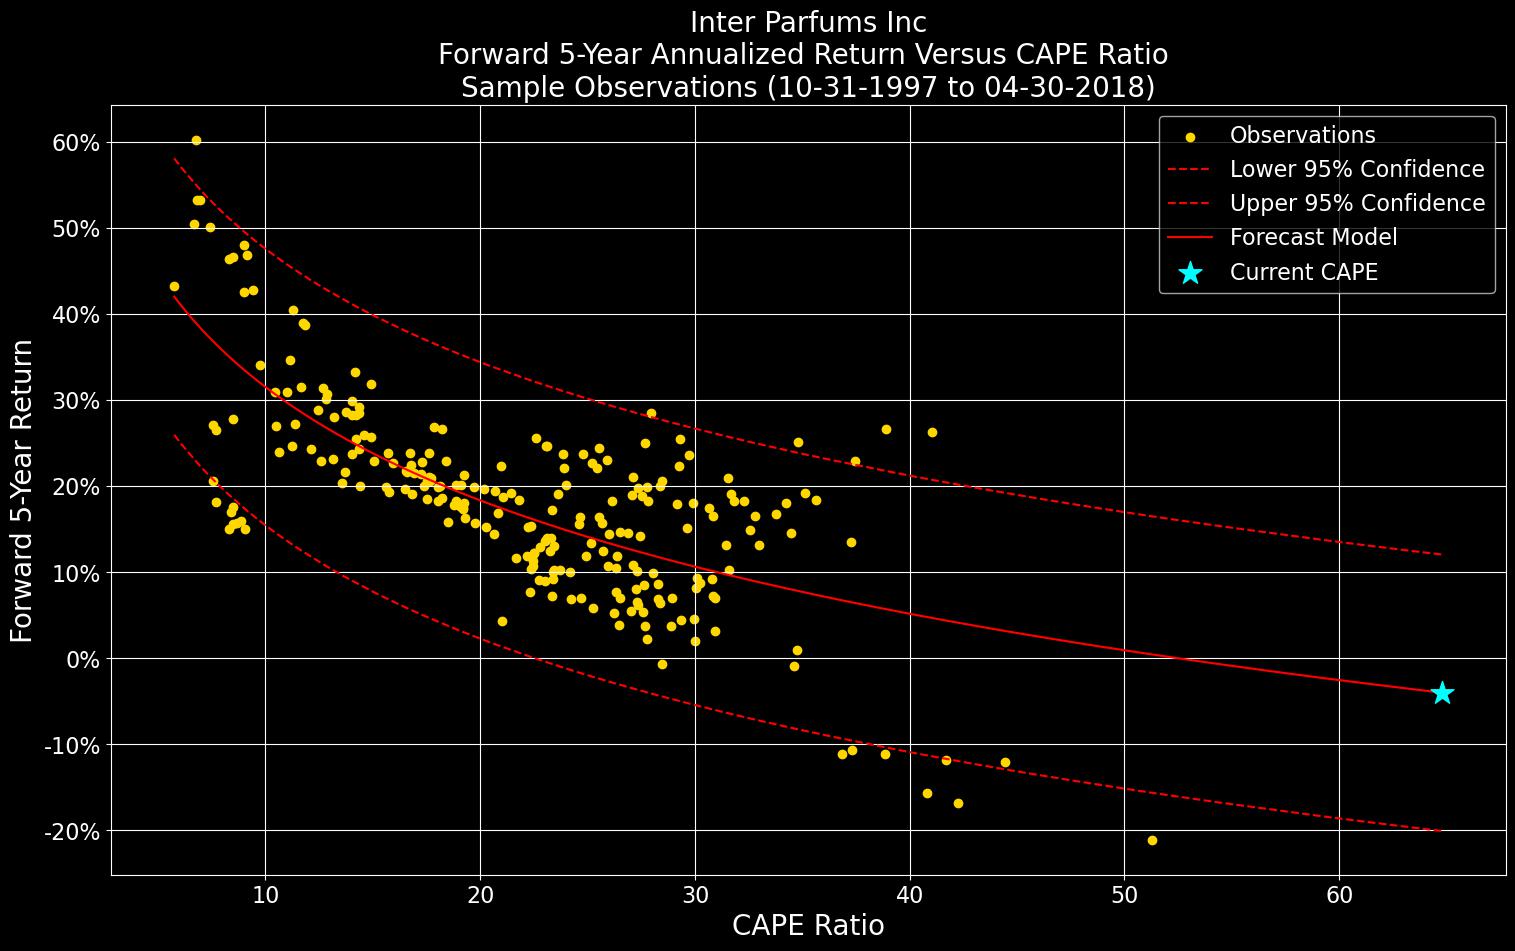 Inter Parfums Inc
Forward 5-Year Annualized Return Versus CAPE Ratio
Sample Observations (10-31-1997 to 04-30-2018)
Observations
Lower 95% Confidence
Upper 95% Confidence
Forecast Model
Current CAPE
Forward 5-Year Return
60%
50%
40%
30%
20%
10%
0%
-10%
-20%
10 20 30 40 50 60
CAPE Ratio